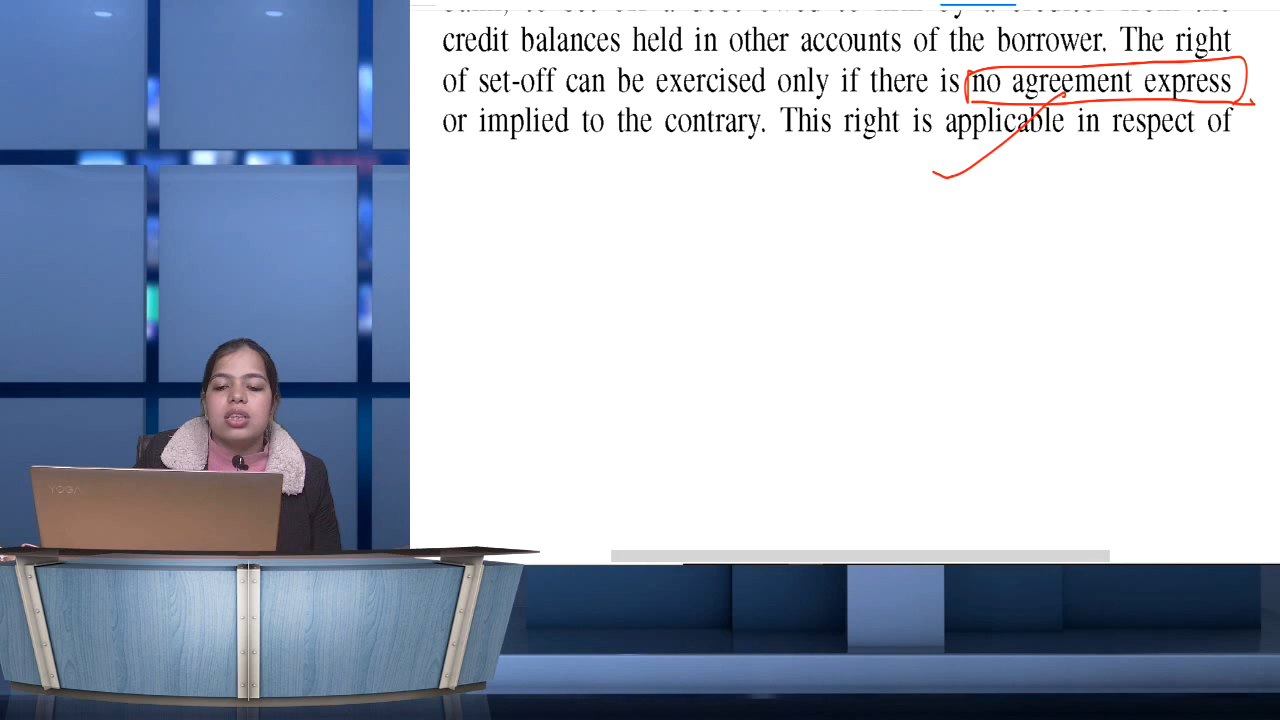 credit balances held in other accounts of the borrower. The right
of set-off can be exercised only if there is no agreement express
or implied to the contrary. This right is applicable in respect of
YOGA